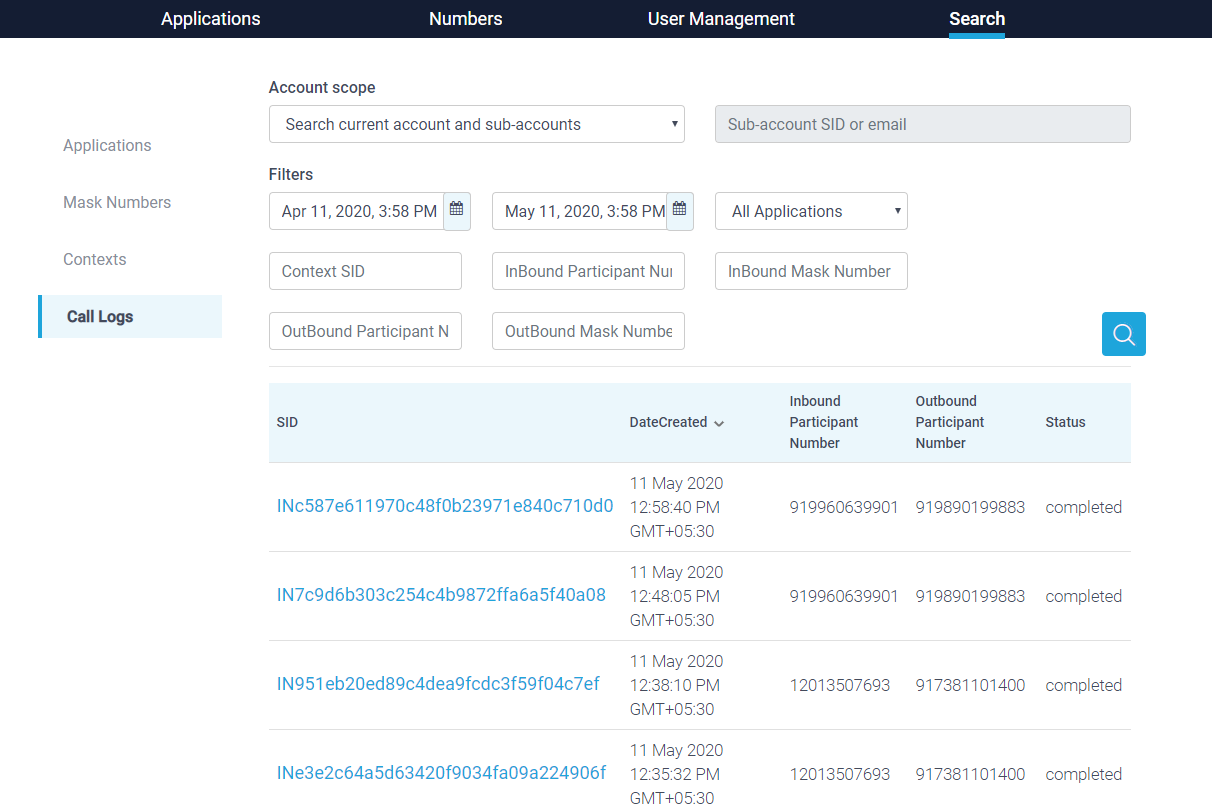 Applications Numbers User Management Search
Account scope
Search current account and sub-accounts Sub-account SID or email
Applications
Mask Numbers
Contexts
Call Logs
Filters
Apr 11, 2020, 3:58 PM May 11, 2020, 3:58 PM All Applications
Context SID InBound Participant Nu InBound Mask Number
OutBound Participant N OutBound Mask Numbe
SID DateCreated Inbound Participant Number Outbound Participant Number Status
INc587e611970c48f0b23971e840c710d0 11 May 2020 12:58:40 PM GMT+05:30 919960639901 919890199883 completed
IN7c9d6b303c254c4b9872ffa6a5f40a08 11 May 2020 12:48:05 PM GMT+05:30 919960639901 919890199883 completed
IN951eb20ed89c4dea9fcdc3f59f04c7ef 11 May 2020 12:38:10 PM GMT+05:30 12013507693 917381101400 completed
INe3e2c64a5d63420f9034fa09a224906f 11 May 2020 12:35:32 PM GMT+05:30 12013507693 917381101400 completed